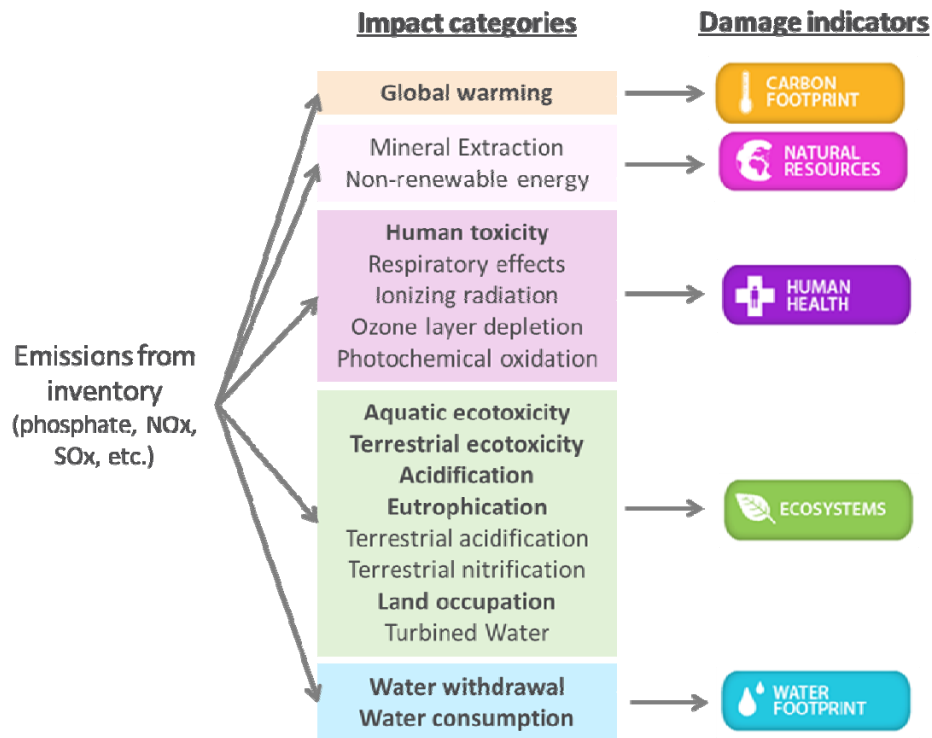 Impact categories
Damage indicators
Global warming
CARBON
FOOTPRINT
Mineral Extraction
Non-renewable energy
NATURAL
RESOURCES
Human toxicity
Respiratory effects
Ionizing radiation
Ozone layer depletion
Photochemical oxidation
HUMAN
HEALTH
Emissions from
inventory
(phosphate, NOx,
SOx, etc.)
Aquatic ecotoxicity
Terrestrial ecotoxicity
Acidification
Eutrophication
Terrestrial acidification
Terrestrial nitrification
Land occupation
Turbined Water
ECOSYSTEMS
Water withdrawal
Water consumption
WATER
FOOTPRINT